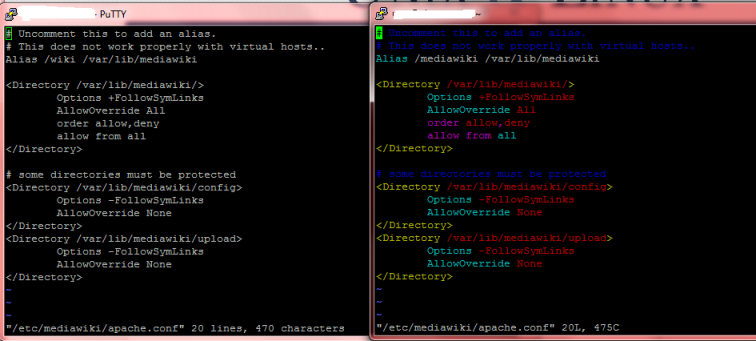 - PuTTY
# Uncomment this to add an alias.
# This does not work properly with virtual hosts..
Alias /wiki /var/lib/mediawiki
<Directory /var/lib/mediawiki/>
Options +FollowSymLinks
AllowOverride All
order allow,deny
allow from all
</Directory>
# some directories must be protected
<Directory /var/lib/mediawiki/config>
Options -FollowSymLinks
AllowOverride None
</Directory>
<Directory /var/lib/mediawiki/upload>
Options -FollowSymLinks
AllowOverride None
</Directory>
~
~
~
"/etc/mediawiki/apache.conf" 20 lines, 470 characters
# Uncomment this to add an alias.
# This does not work properly with virtual hosts..
Alias /mediawiki /var/lib/mediawiki
<Directory /var/lib/mediawiki/>
Options +FollowSymLinks
AllowOverride All
order allow,deny
allow from all
</Directory>
# some directories must be protected
<Directory /var/lib/mediawiki/config>
Options -FollowSymLinks
AllowOverride None
</Directory>
<Directory /var/lib/mediawiki/upload>
Options -FollowSymLinks
AllowOverride None
</Directory>
~
~
~
"/etc/mediawiki/apache.conf" 20L, 475C